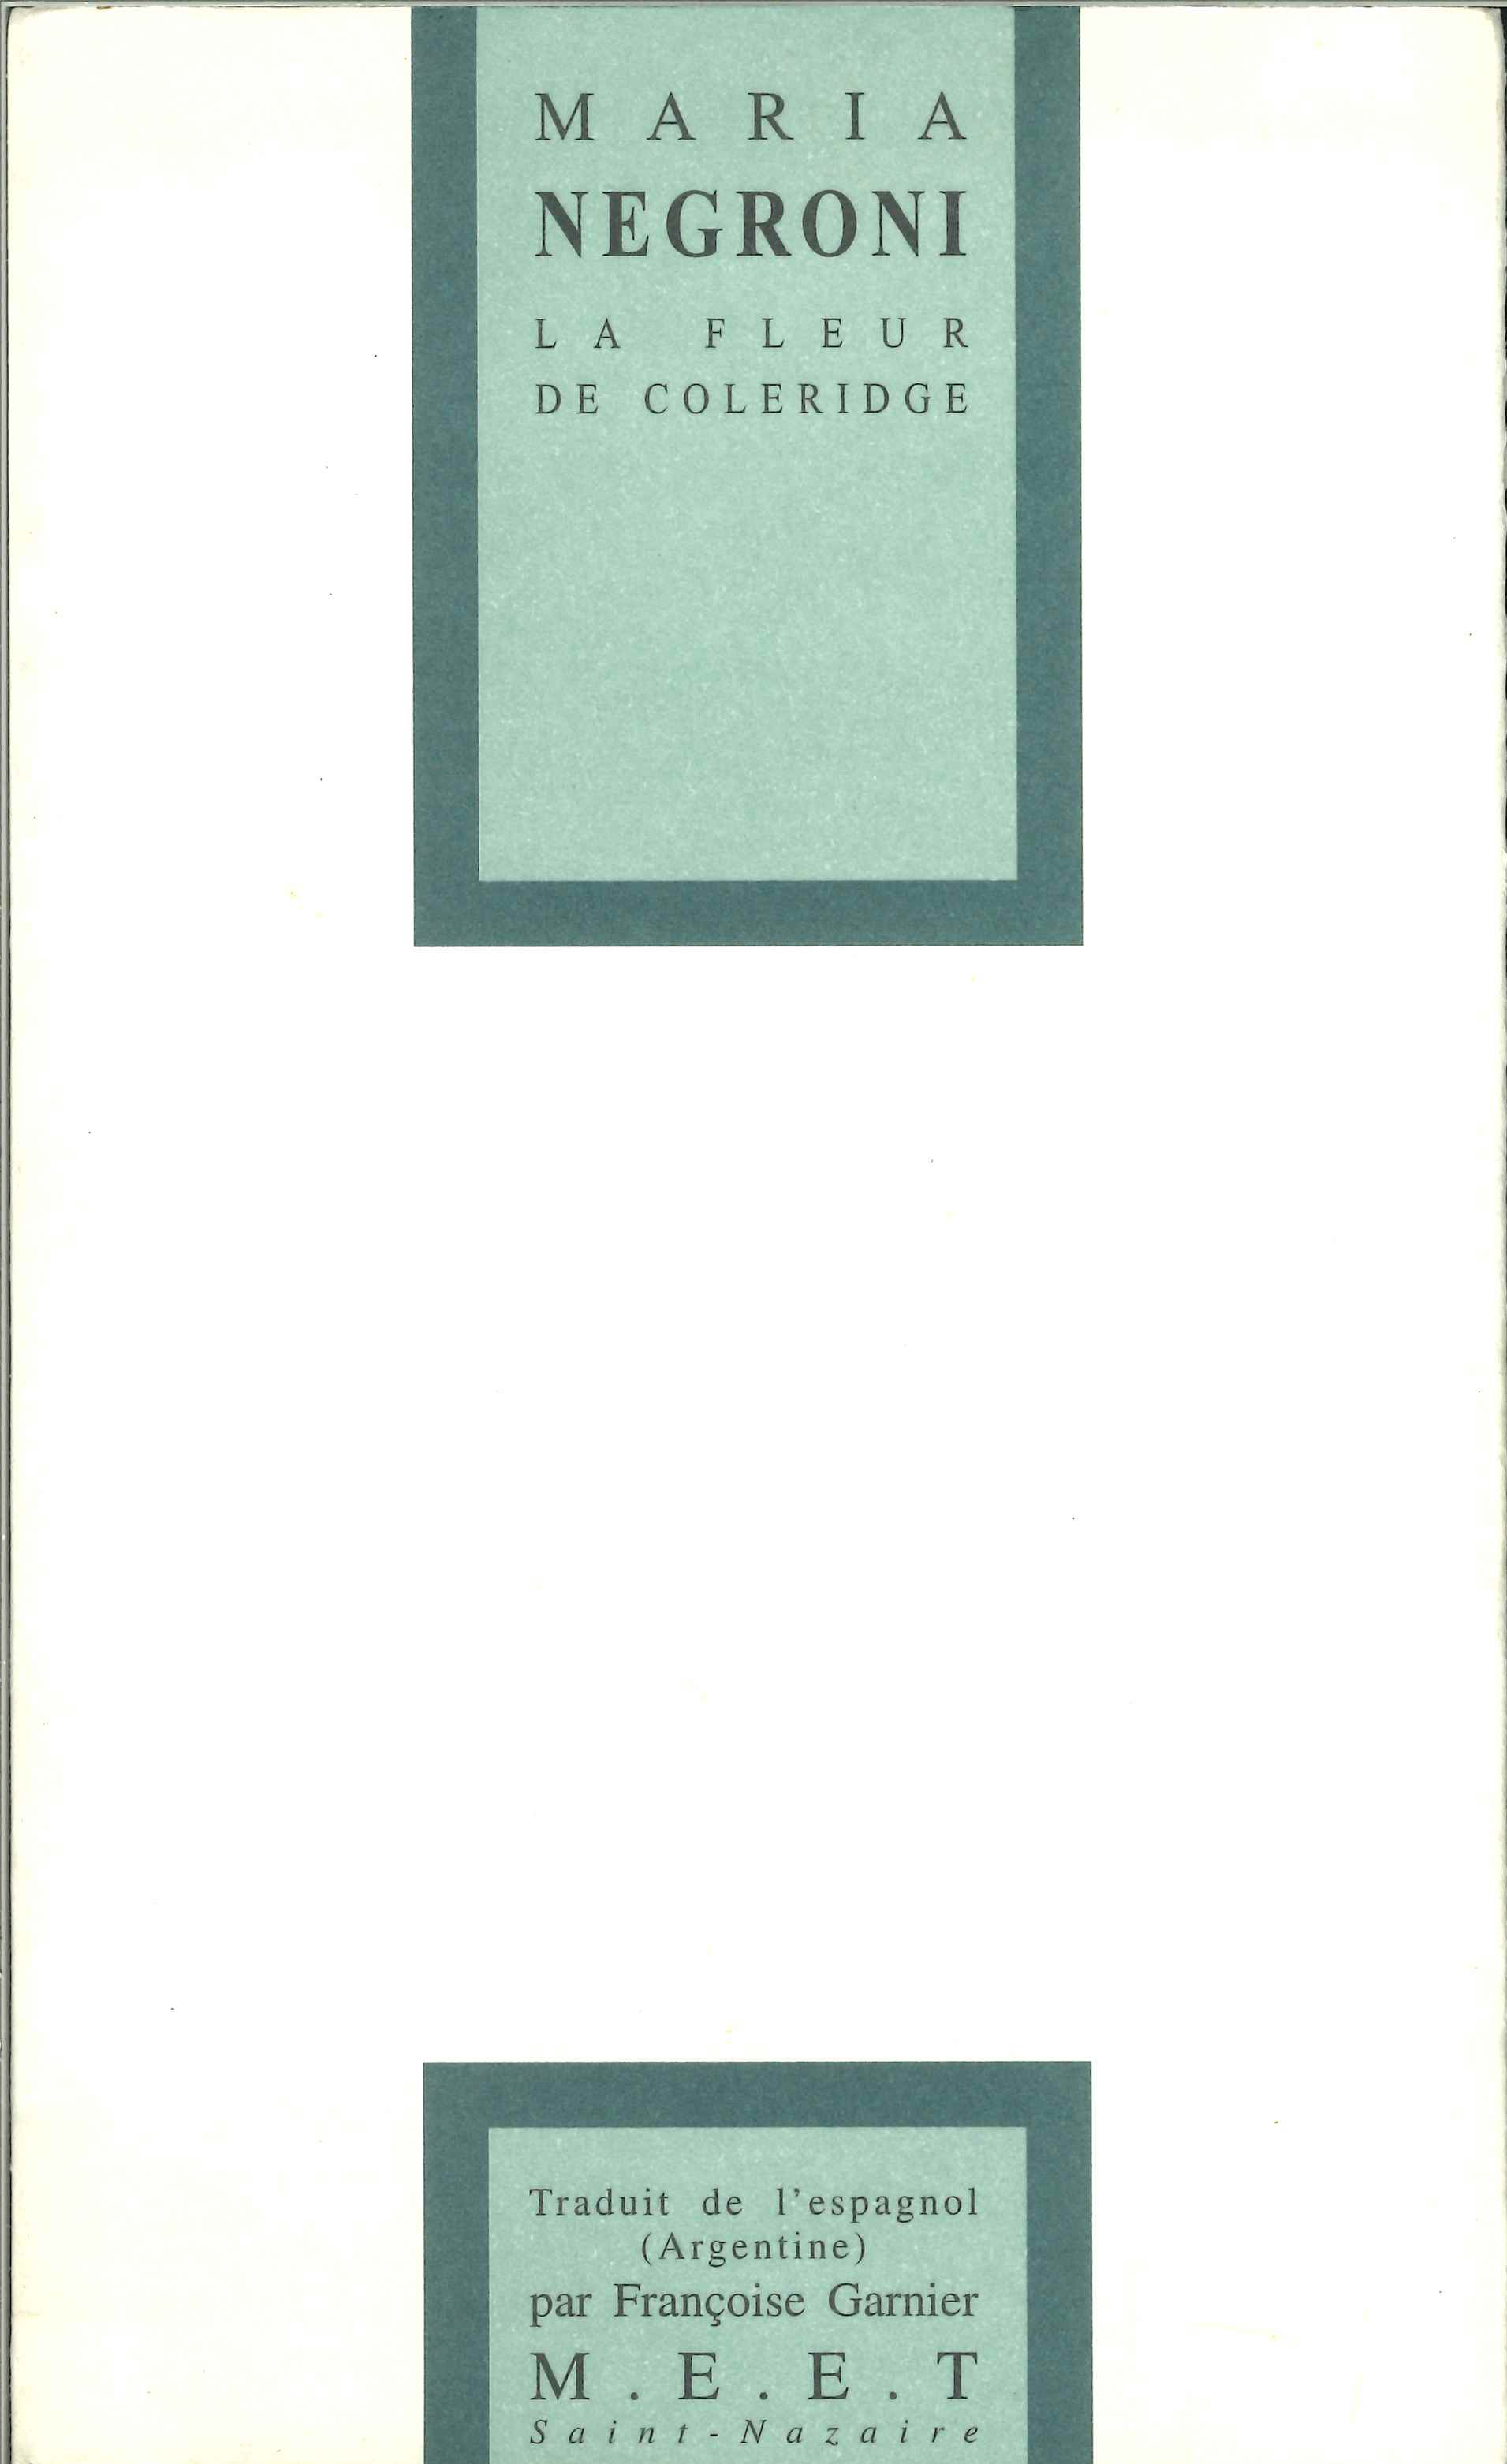 MARIA
NEGRONI
LA FLEUR
DE COLERIDGE
Traduit de l'espagnol
(Argentine)
par Françoise Garnier
M.E.E.T
Saint-Nazaire